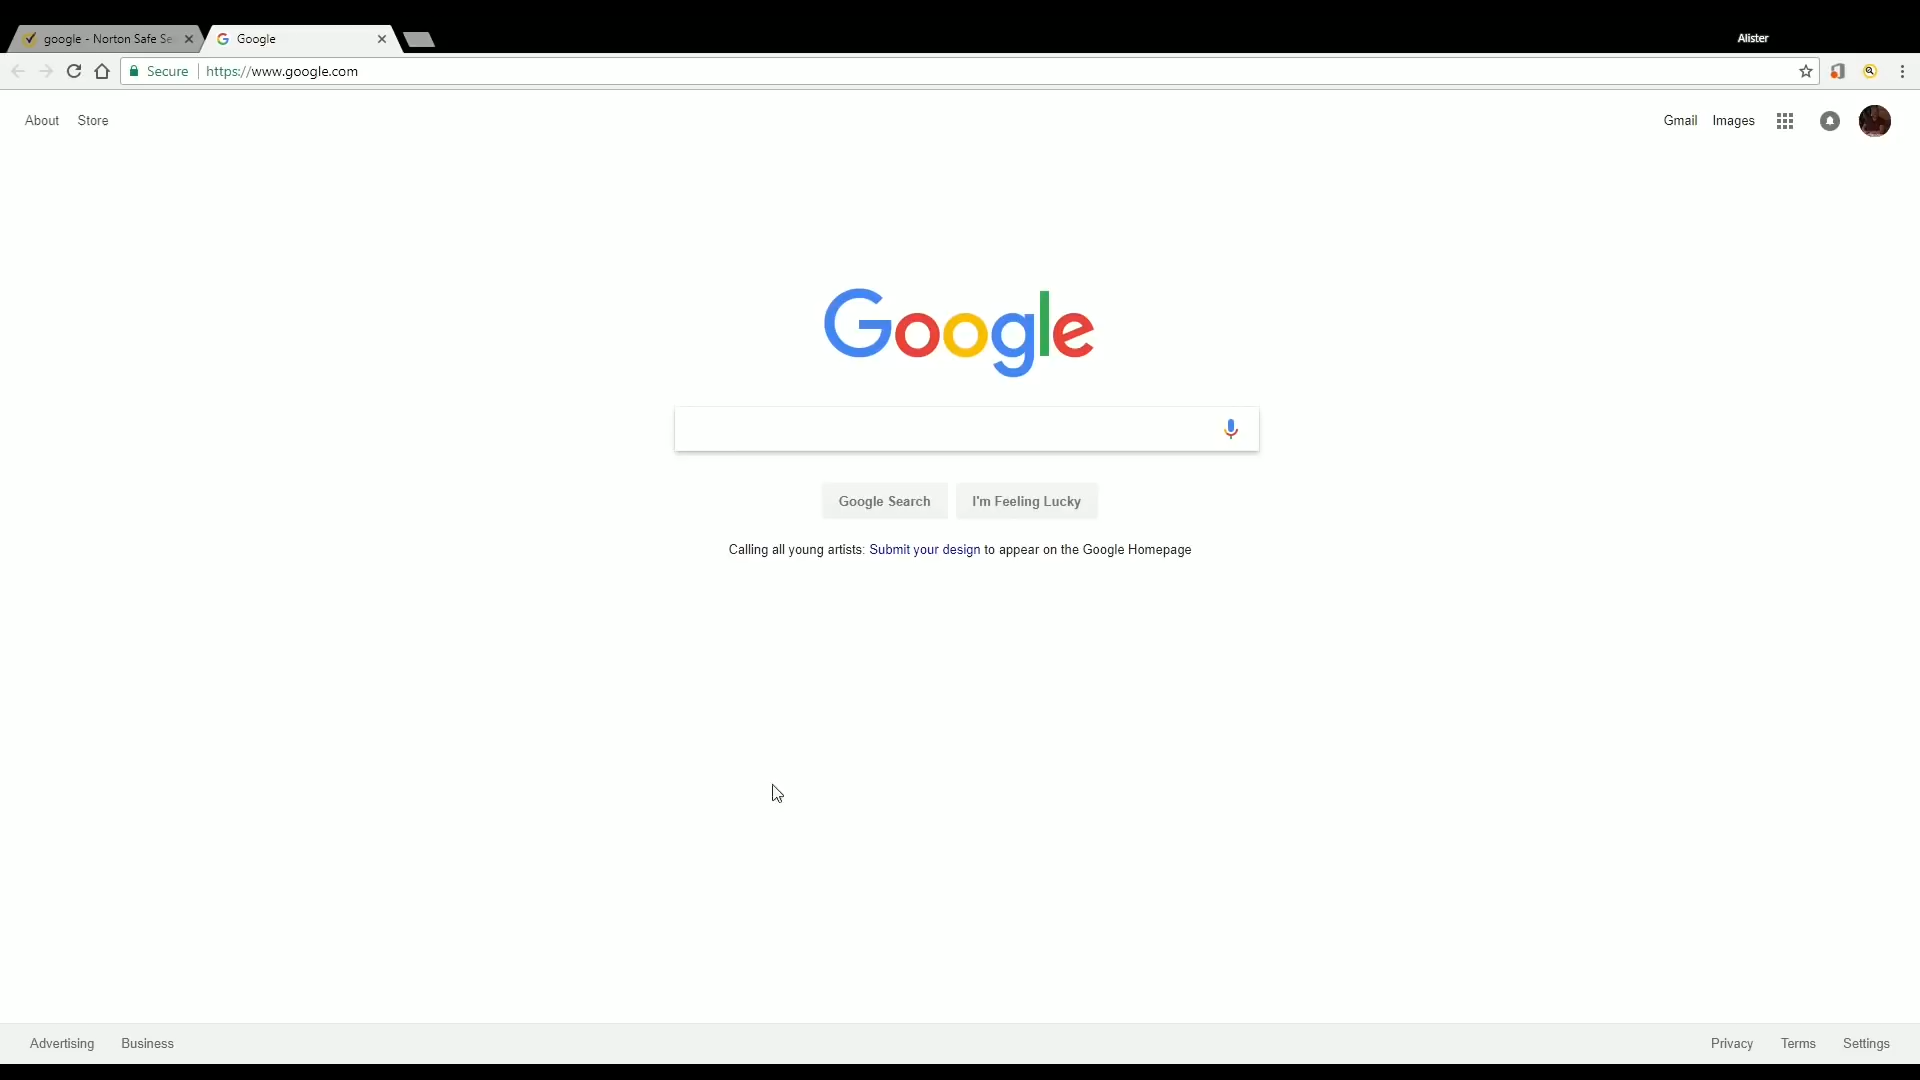 google - Norton Safe Se
Google
Alister
Secure
https://www.google.com
About Store
Gmail Images
Google
Google Search I'm Feeling Lucky
Calling all young artists: Submit your design to appear on the Google Homepage
Advertising Business
Privacy Terms Settings